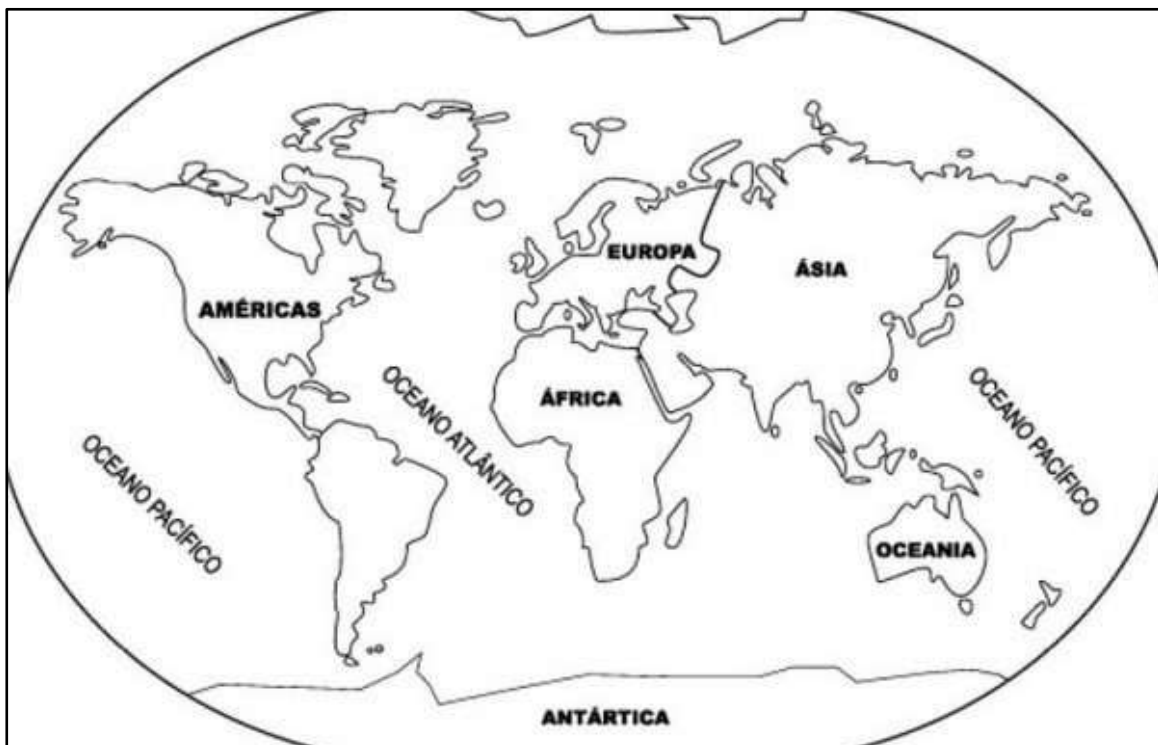 EUROPA
ÁSIA
AMÉRICAS
ÁFRICA
OCEANO ATLÂNTICO
OCEANO PACÍFICO
OCEANO PACÍFICO
OCEANIA
ANTÁRTICA